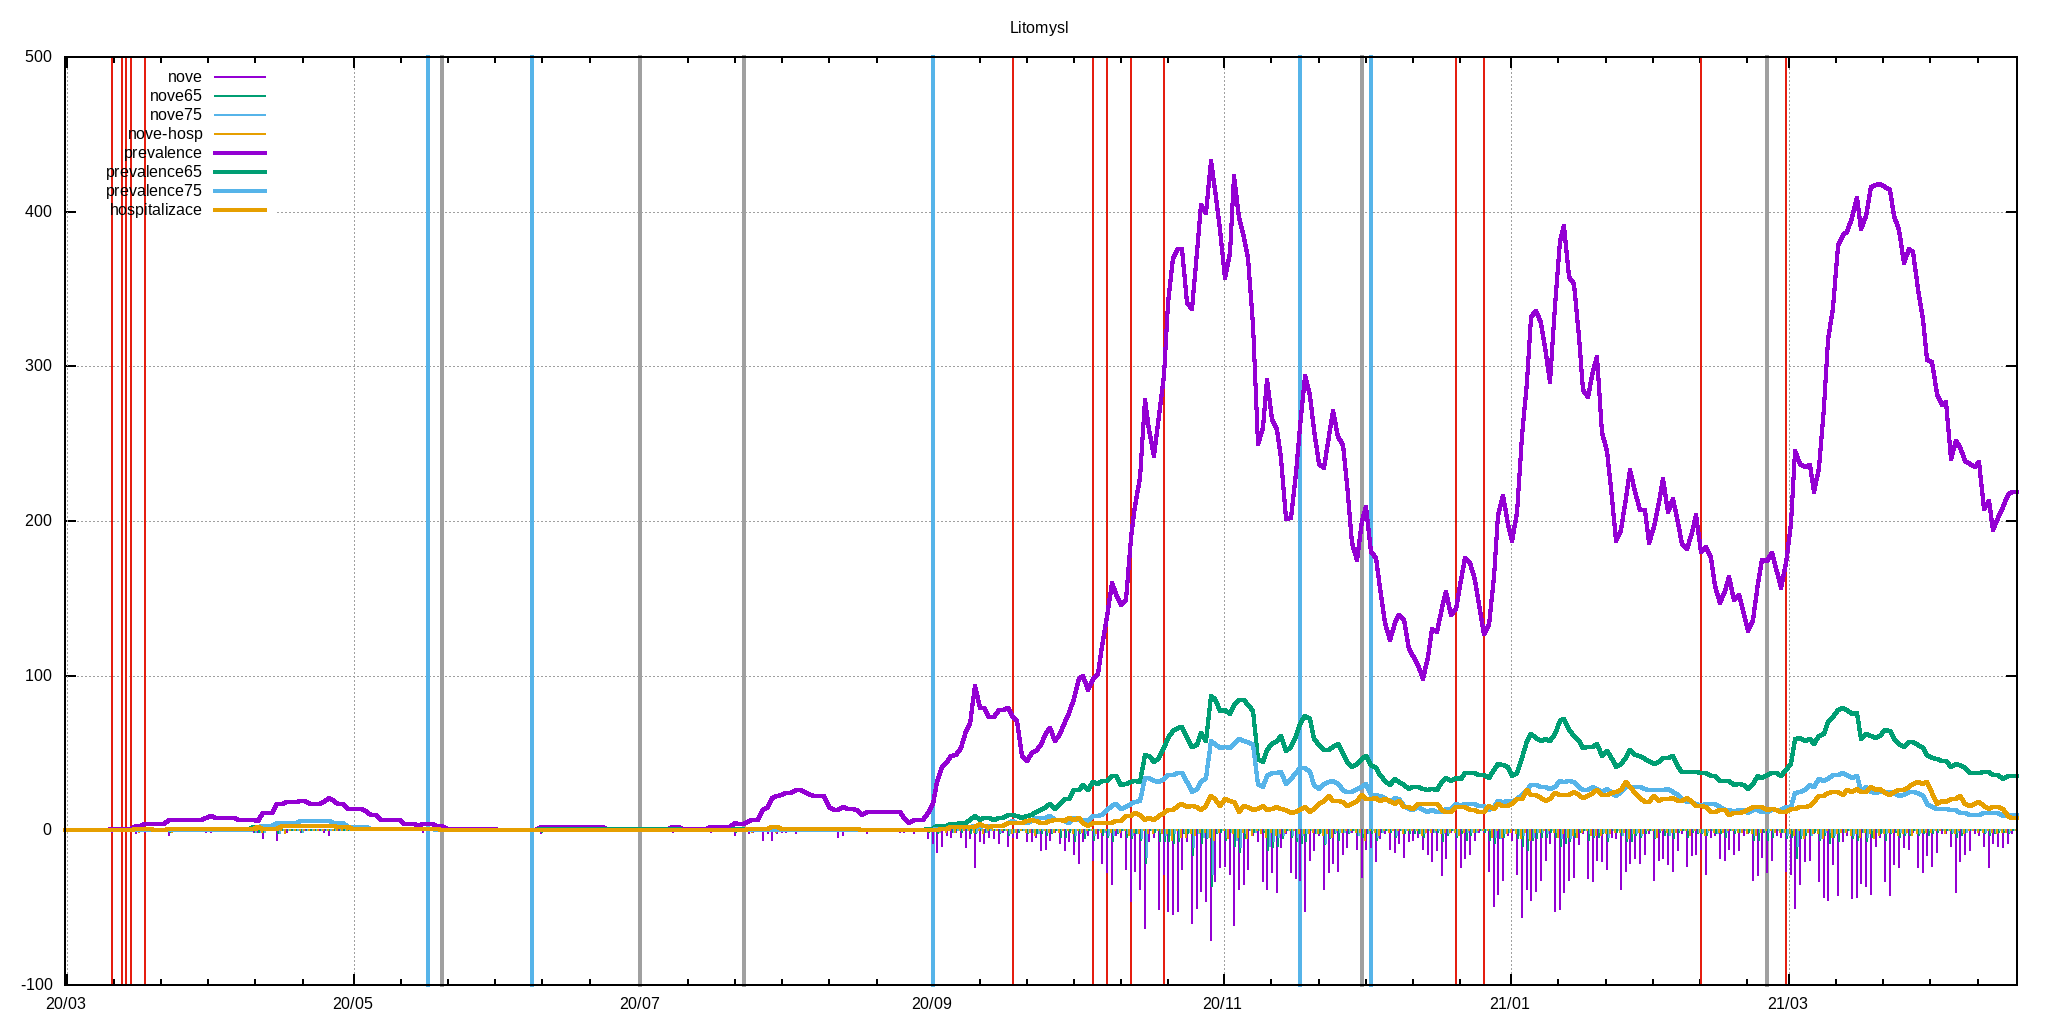 Litomysl
500
nove
nove65
nove75
nove-hosp
prevalence
prevalence65
prevalence75
hospitalizace
400
300
200
100
0
-100
20/03 20/05 20/07 20/09 20/11 21/01 21/03